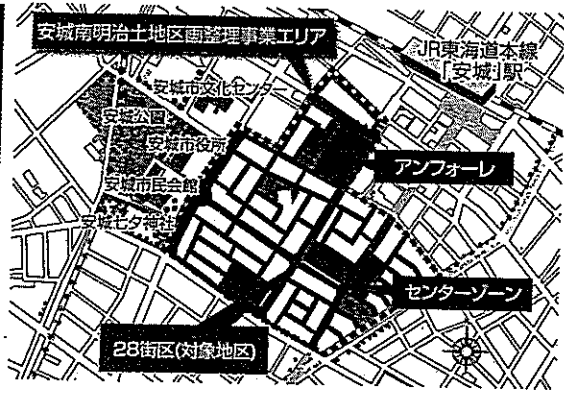 安城南明治土地区画整理事業エリア
JR東海道本線
「安城」駅
安城市文化センター
安城公園
安城市役所
アンフォーレ
安城市民会館
安城七夕神社
センターゾーン
28街区(対象地区)